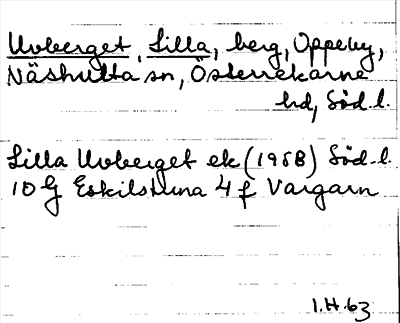 Uvberget, Lilla, berg, Oppeby,
Näshulta sn, Österrekarne
hd, Söd. l.
Lilla Uvberget ek (1958) Söd. l.
10 G Eskilstuna 4 f Vargarn
I.H. 63